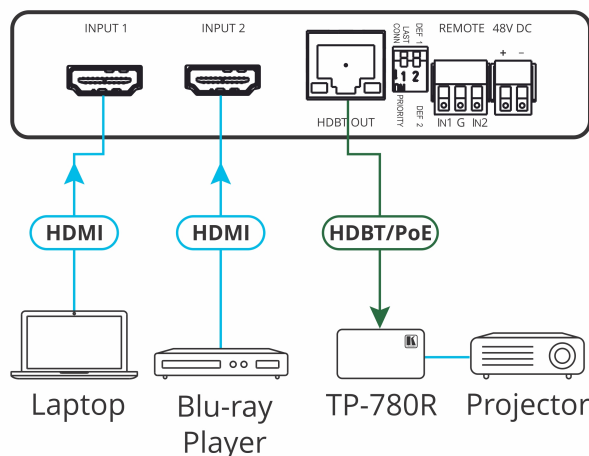 INPUT 1
INPUT 2
DEF 1
LAST
CONN
REMOTE
48V DC
+ −
1 2
PRIORITY
DEF 2
HDBT OUT
IN1 G IN2
HDMI
HDMI
HDBT/PoE
K
Laptop
Blu-ray
Player
TP-780R
Projector